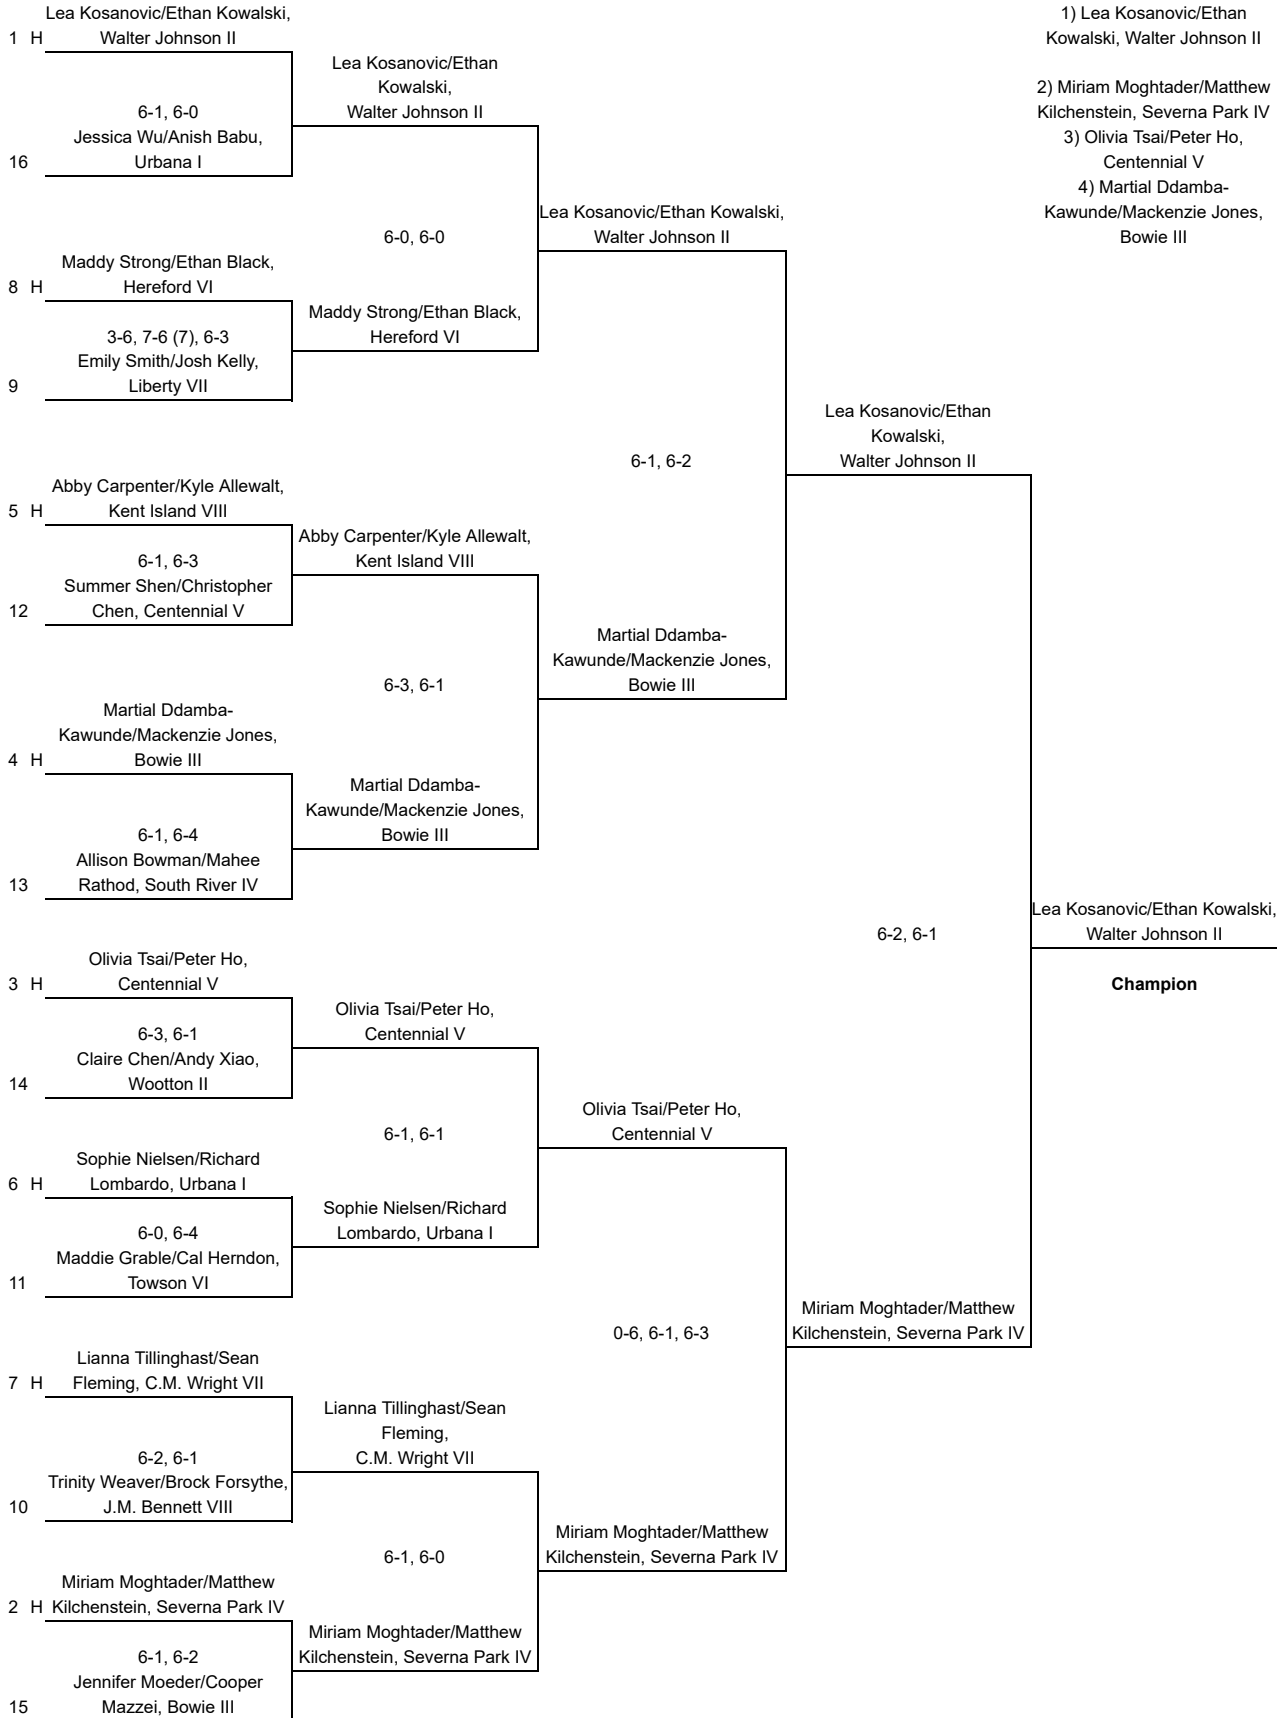 Lea Kosanovic/Ethan Kowalski,
1 H Walter Johnson II
6-1, 6-0
Jessica Wu/Anish Babu,
16 Urbana I
Maddy Strong/Ethan Black,
8 H Hereford VI
3-6, 7-6 (7), 6-3
Emily Smith/Josh Kelly,
9 Liberty VII
Abby Carpenter/Kyle Allewalt,
5 H Kent Island VIII
6-1, 6-3
Summer Shen/Christopher
12 Chen, Centennial V
Martial Ddamba-
Kawunde/Mackenzie Jones,
4 H Bowie III
6-1, 6-4
Allison Bowman/Mahee
13 Rathod, South River IV
Olivia Tsai/Peter Ho,
3 H Centennial V
6-3, 6-1
Claire Chen/Andy Xiao,
14 Wootton II
Sophie Nielsen/Richard
6 H Lombardo, Urbana I
6-0, 6-4
Maddie Grable/Cal Herndon,
11 Towson VI
Lianna Tillinghast/Sean
7 H Fleming, C.M. Wright VII
6-2, 6-1
Trinity Weaver/Brock Forsythe,
10 J.M. Bennett VIII
Miriam Moghtader/Matthew
2 H Kilchenstein, Severna Park IV
6-1, 6-2
Jennifer Moeder/Cooper
15 Mazzei, Bowie III
Lea Kosanovic/Ethan
Kowalski,
Walter Johnson II
6-0, 6-0
Maddy Strong/Ethan Black,
Hereford VI
Abby Carpenter/Kyle Allewalt,
Kent Island VIII
6-3, 6-1
Martial Ddamba-
Kawunde/Mackenzie Jones,
Bowie III
Olivia Tsai/Peter Ho,
Centennial V
6-1, 6-1
Sophie Nielsen/Richard
Lombardo, Urbana I
Lianna Tillinghast/Sean
Fleming,
C.M. Wright VII
6-1, 6-0
Miriam Moghtader/Matthew
Kilchenstein, Severna Park IV
Lea Kosanovic/Ethan Kowalski,
Walter Johnson II
6-1, 6-2
Martial Ddamba-
Kawunde/Mackenzie Jones,
Bowie III
Olivia Tsai/Peter Ho,
Centennial V
0-6, 6-1, 6-3
Miriam Moghtader/Matthew
Kilchenstein, Severna Park IV
Lea Kosanovic/Ethan
Kowalski,
Walter Johnson II
6-2, 6-1
Miriam Moghtader/Matthew
Kilchenstein, Severna Park IV
Lea Kosanovic/Ethan Kowalski,
Walter Johnson II
Champion
1) Lea Kosanovic/Ethan
Kowalski, Walter Johnson II
2) Miriam Moghtader/Matthew
Kilchenstein, Severna Park IV
3) Olivia Tsai/Peter Ho,
Centennial V
4) Martial Ddamba-
Kawunde/Mackenzie Jones,
Bowie III